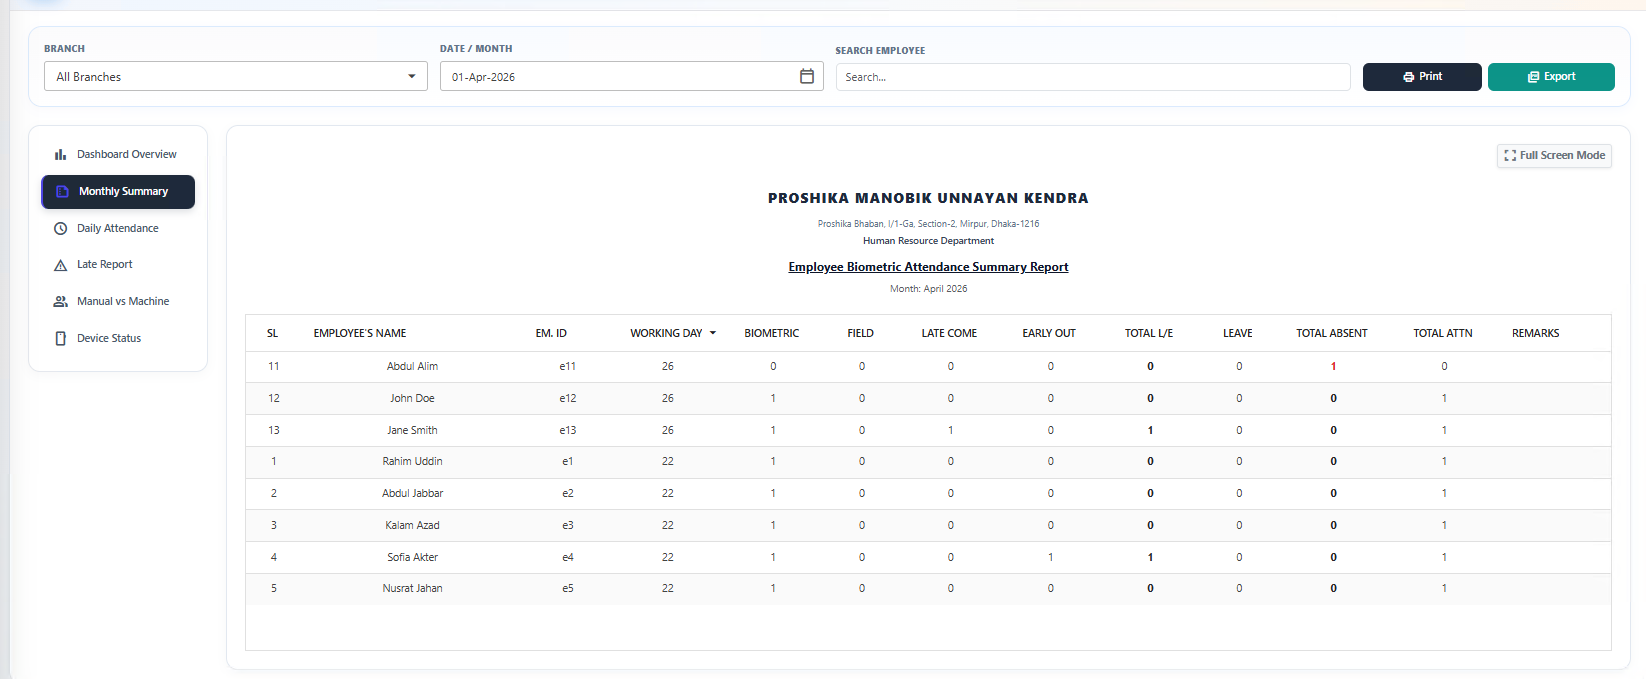 BRANCH DATE / MONTH SEARCH EMPLOYEE
All Branches 01-Apr-2026 Search... Print Export
Dashboard Overview
Monthly Summary
Daily Attendance
Late Report
Manual vs Machine
Device Status
Full Screen Mode
PROSHIKA MANOBIK UNNAYAN KENDRA
Proshika Bhaban, I/1-Ga, Section-2, Mirpur, Dhaka-1216
Human Resource Department
Employee Biometric Attendance Summary Report
Month: April 2026
SL EMPLOYEE'S NAME EM. ID WORKING DAY BIOMETRIC FIELD LATE COME EARLY OUT TOTAL L/E LEAVE TOTAL ABSENT TOTAL ATTN REMARKS
11 Abdul Alim e11 26 0 0 0 0 0 0 1 0
12 John Doe e12 26 1 0 0 0 0 0 0 1
13 Jane Smith e13 26 1 0 1 0 1 0 0 1
1 Rahim Uddin e1 22 1 0 0 0 0 0 0 1
2 Abdul Jabbar e2 22 1 0 0 0 0 0 0 1
3 Kalam Azad e3 22 1 0 0 0 0 0 0 1
4 Sofia Akter e4 22 1 0 0 1 1 0 0 1
5 Nusrat Jahan e5 22 1 0 0 0 0 0 0 1